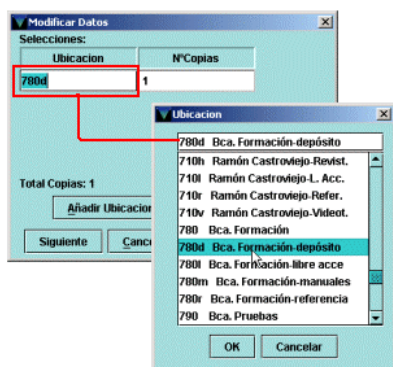 Modificar Datos
Selecciones:
Ubicacion NºCopias
780d 1
Total Copias: 1
Añadir Ubicacion
Siguiente Canc
Ubicacion
780d Bca. Formación-depósito
710h Ramón Castroviejo-Revist.
710l Ramón Castroviejo-L. Acc.
710r Ramón Castroviejo-Refer.
710v Ramón Castroviejo-Videot.
780 Bca. Formación
780d Bca. Formación-depósito
780l Bca. Formación-libre acce
780m Bca. Formación-manuales
780r Bca. Formación-referencia
790 Bca. Pruebas
OK Cancelar